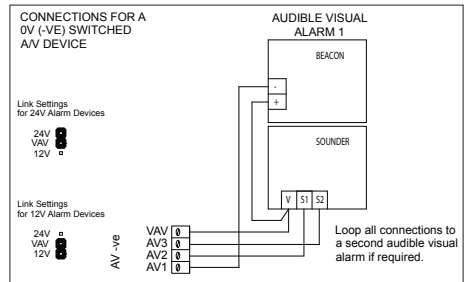 CONNECTIONS FOR A
0V (-VE) SWITCHED
A/V DEVICE
AUDIBLE VISUAL
ALARM 1
BEACON
-
+
SOUNDER
V S1 S2
Link Settings
for 24V Alarm Devices
24V
VAV
12V
Link Settings
for 12V Alarm Devices
24V
VAV
12V
AV -ve
VAV
AV3
AV2
AV1
Loop all connections to
a second audible visual
alarm if required.